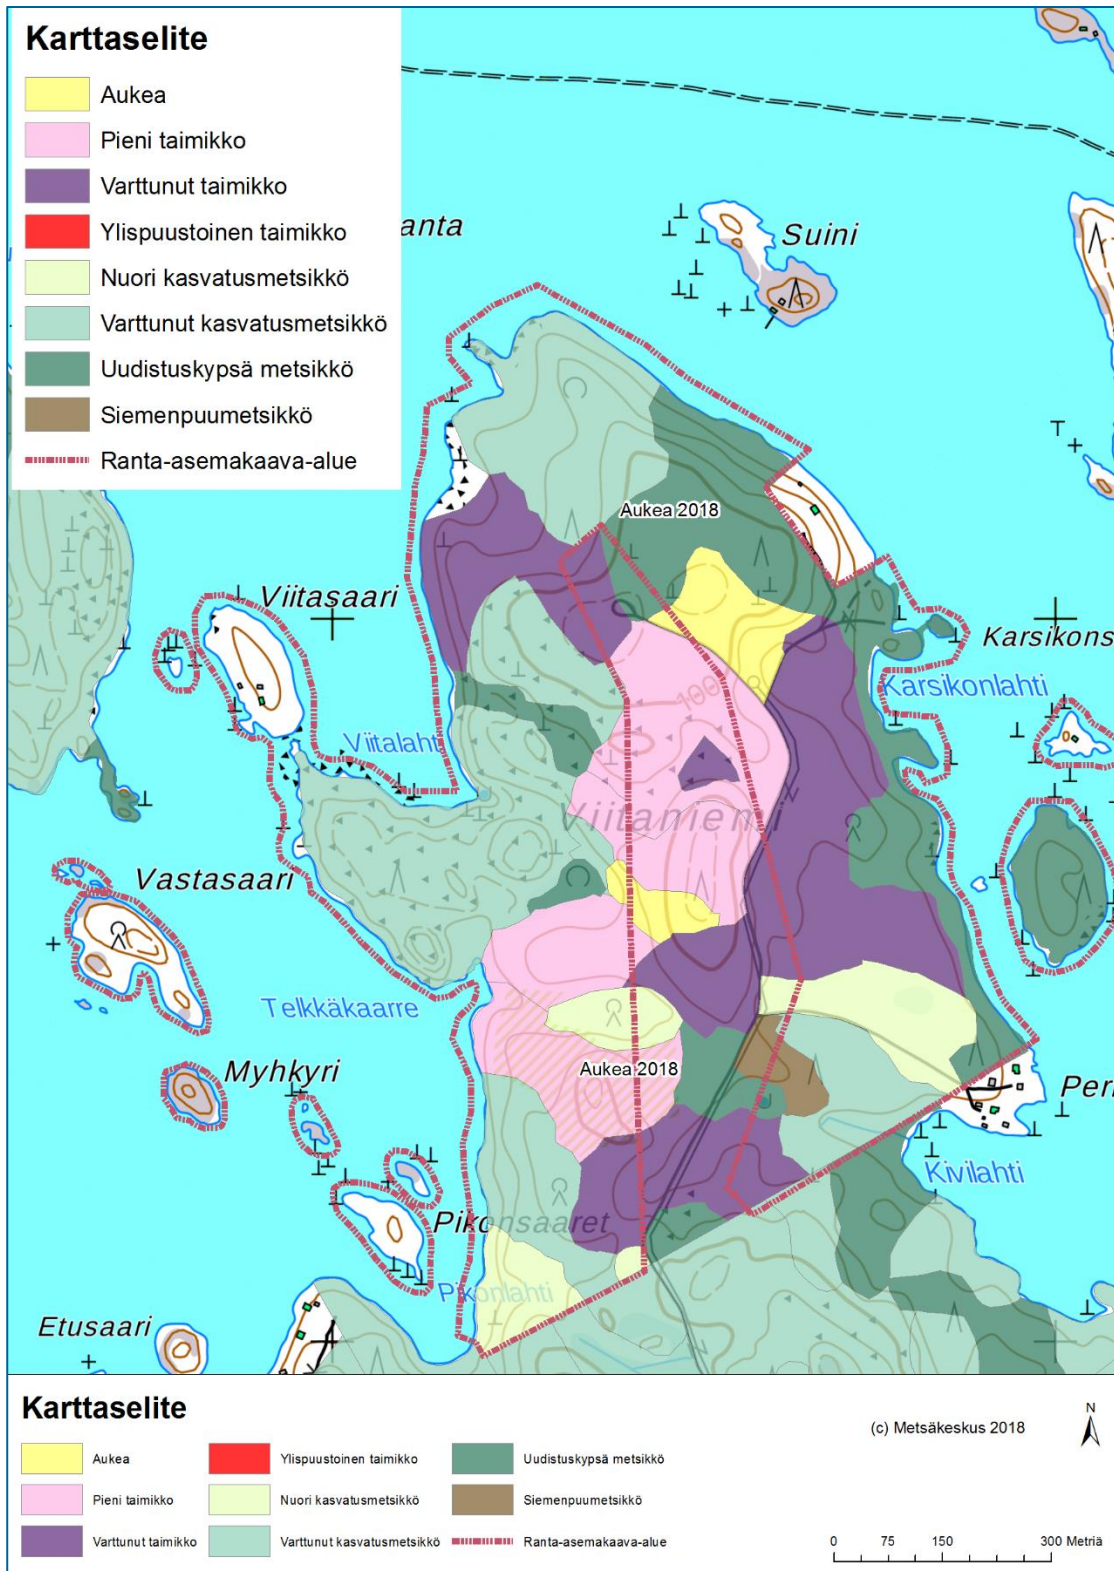 Karttaselite
Aukea
Pieni taimikko
Varttunut taimikko
Ylispuustoinen taimikko
Nuori kasvatusmetsikkö
Varttunut kasvatusmetsikkö
Uudistuskypsä metsikkö
Siemenpuumetsikkö
Ranta-asemakaava-alue
anta
Suini
Aukea 2018
Viitasaari
Karsikons
Karsikonlahti
100
Viitalaht
Viitaniemi
Vastasaari
Telkkäkaarre
Myhkyri
Aukea 2018
Pen
Kivilahti
Pikonsaaret
Pikonlahti
Etusaari
Karttaselite
Aukea
Ylispuustoinen taimikko
Uudistuskypsä metsikkö
Pieni taimikko
Nuori kasvatusmetsikkö
Siemenpuumetsikkö
Varttunut taimikko
Varttunut kasvatusmetsikkö
Ranta-asemakaava-alue
(c) Metsäkeskus 2018
N
0 75 150 300 Metriä